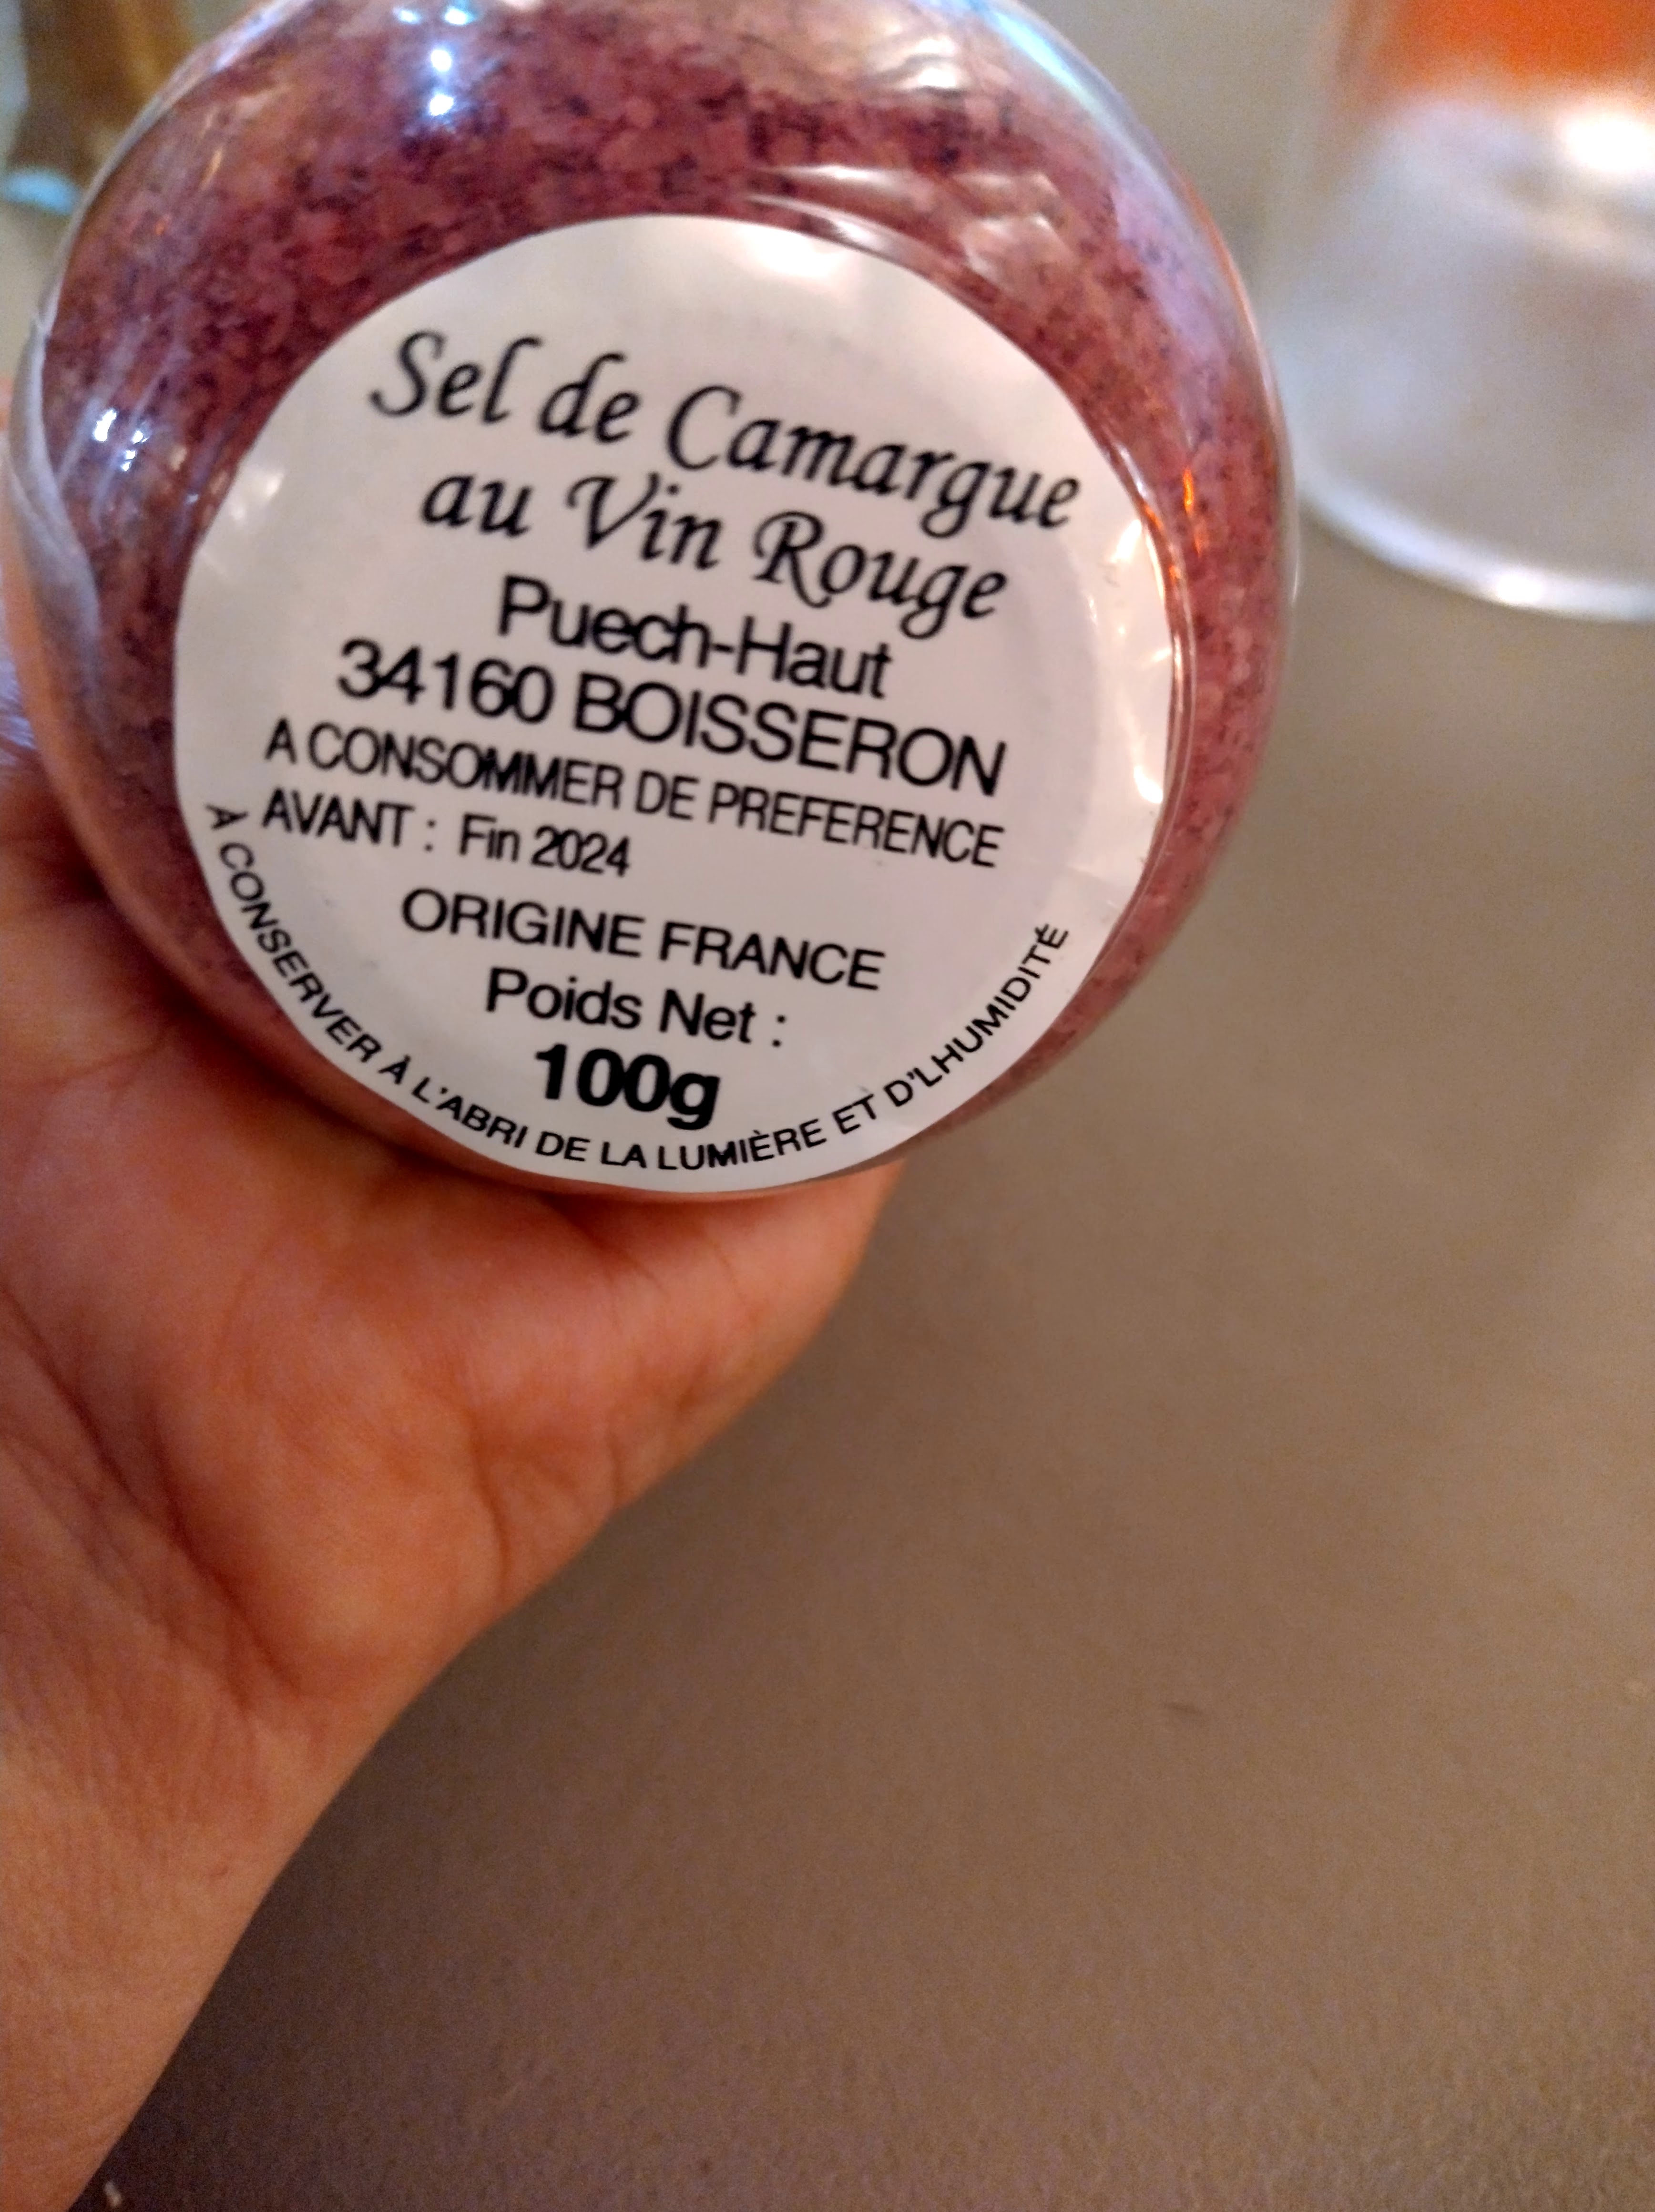 Sel de Camargue
au Vin Rouge
Puech-Haut
34160 BOISSERON
A CONSOMMER DE PREFERENCE
AVANT : Fin 2024
ORIGINE FRANCE
Poids Net :
100g
À CONSERVER À L'ABRI DE LA LUMIÈRE ET D'LHUMIDITÉ